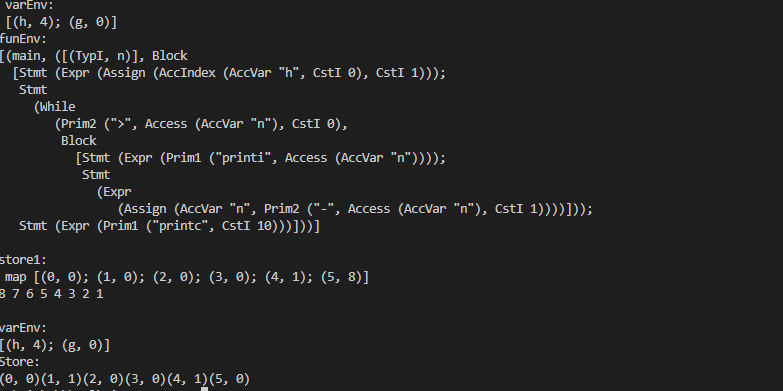 varEnv:
[(h, 4); (g, 0)]
funEnv:
[(main, ([(TypI, n)], Block
[Stmt (Expr (Assign (AccIndex (AccVar "h", CstI 0), CstI 1)));
Stmt
(While
(Prim2 (">", Access (AccVar "n"), CstI 0),
Block
[Stmt (Expr (Prim1 ("printi", Access (AccVar "n"))));
Stmt
(Expr
(Assign (AccVar "n", Prim2 ("-", Access (AccVar "n"), CstI 1))))]));
Stmt (Expr (Prim1 ("printc", CstI 10)))]))]
store1:
map [(0, 0); (1, 0); (2, 0); (3, 0); (4, 1); (5, 8)]
8 7 6 5 4 3 2 1
varEnv:
[(h, 4); (g, 0)]
Store:
(0, 0)(1, 1)(2, 0)(3, 0)(4, 1)(5, 0)